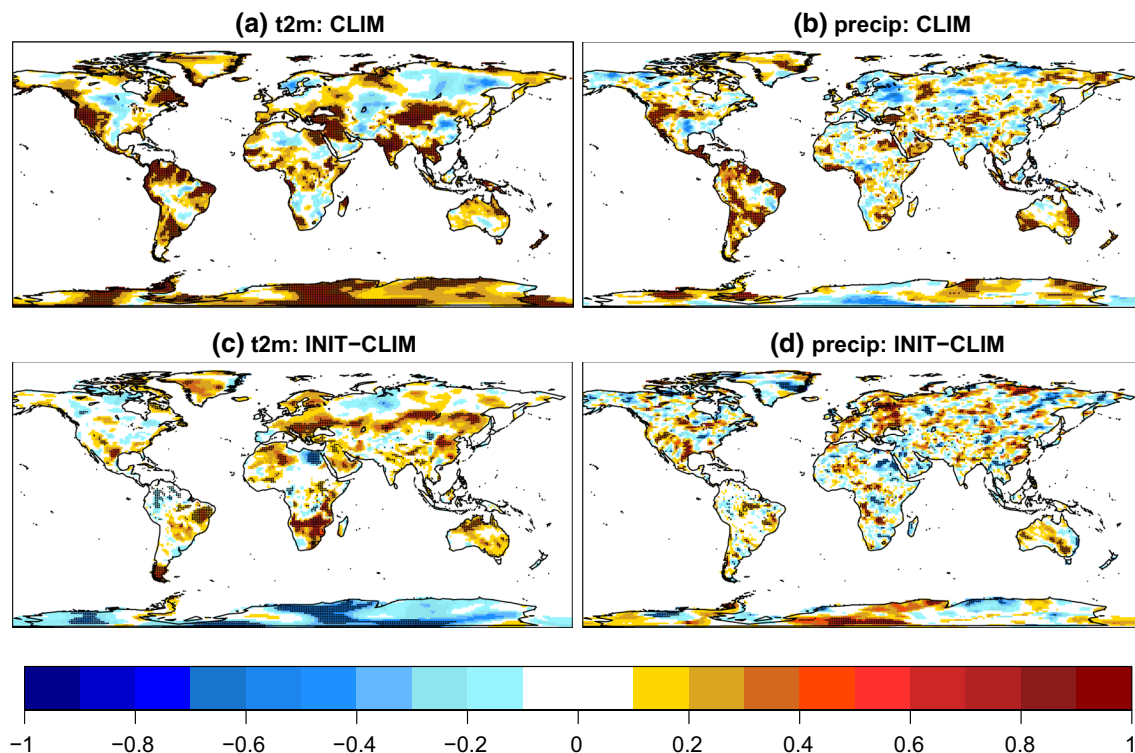 (a) t2m: CLIM
(b) precip: CLIM
(c) t2m: INIT−CLIM
(d) precip: INIT−CLIM
−1 −0.8 −0.6 −0.4 −0.2 0 0.2 0.4 0.6 0.8 1